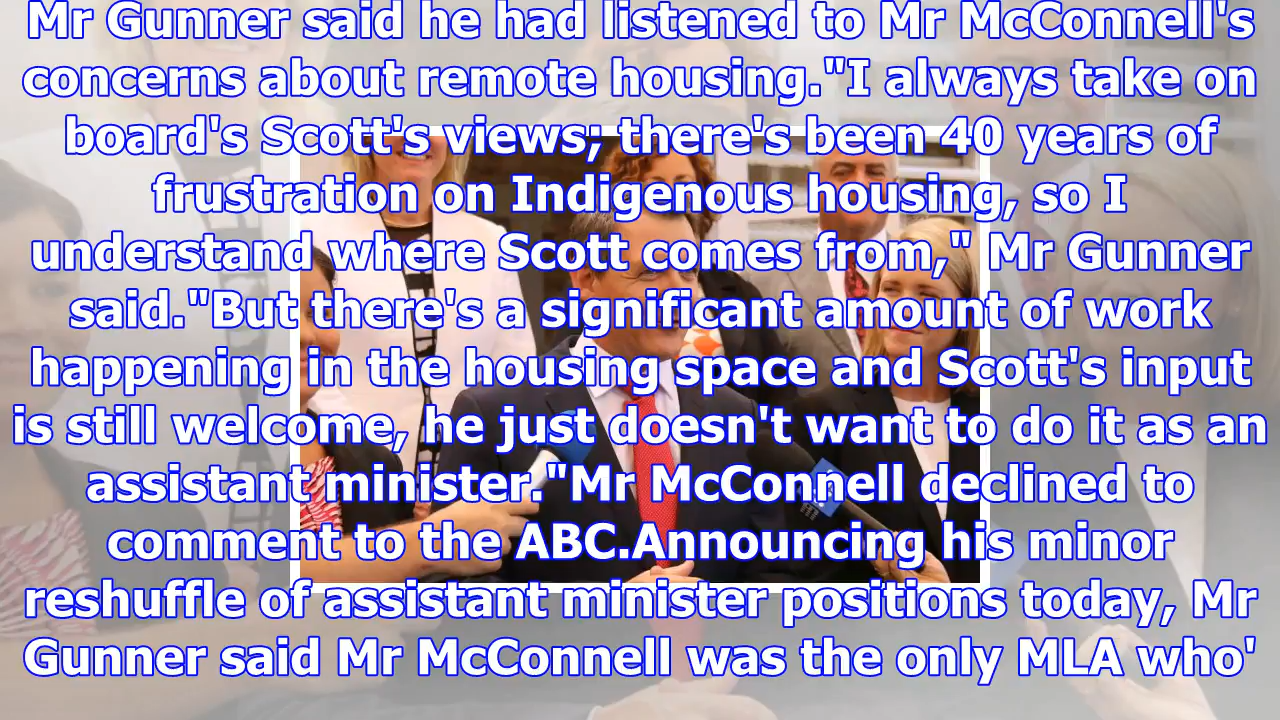 Mr Gunner said he had listened to Mr McConnell's
concerns about remote housing."I always take on
board's Scott's views; there's been 40 years of
frustration on Indigenous housing, so I
understand where Scott comes from," Mr Gunner
said."But there's a significant amount of work
happening in the housing space and Scott's input
is still welcome, he just doesn't want to do it as an
assistant minister."Mr McConnell declined to
comment to the ABC.Announcing his minor
reshuffle of assistant minister positions today, Mr
Gunner said Mr McConnell was the only MLA who'